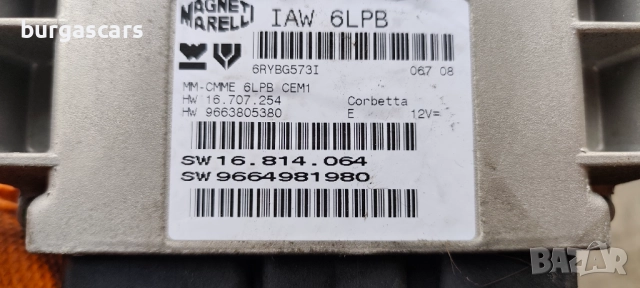 burgascars
MAGNETI
MARELLI
IAW 6LPB
6RYBG573I 067 08
MM-CMME 6LPB CEM1
HW 16.707.254 Corbetta
HW 9663805380 E 12V=
SW 16.814.064
SW 9664981980
bazar